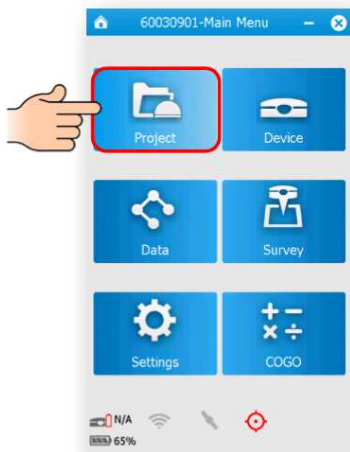 60030901-Main Menu
Project
Device
Data
Survey
Settings
COGO
N/A
65%